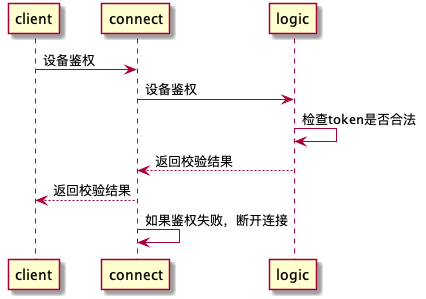 client connect logic
设备鉴权
设备鉴权
检查token是否合法
返回校验结果
返回校验结果
如果鉴权失败，断开连接
client connect logic